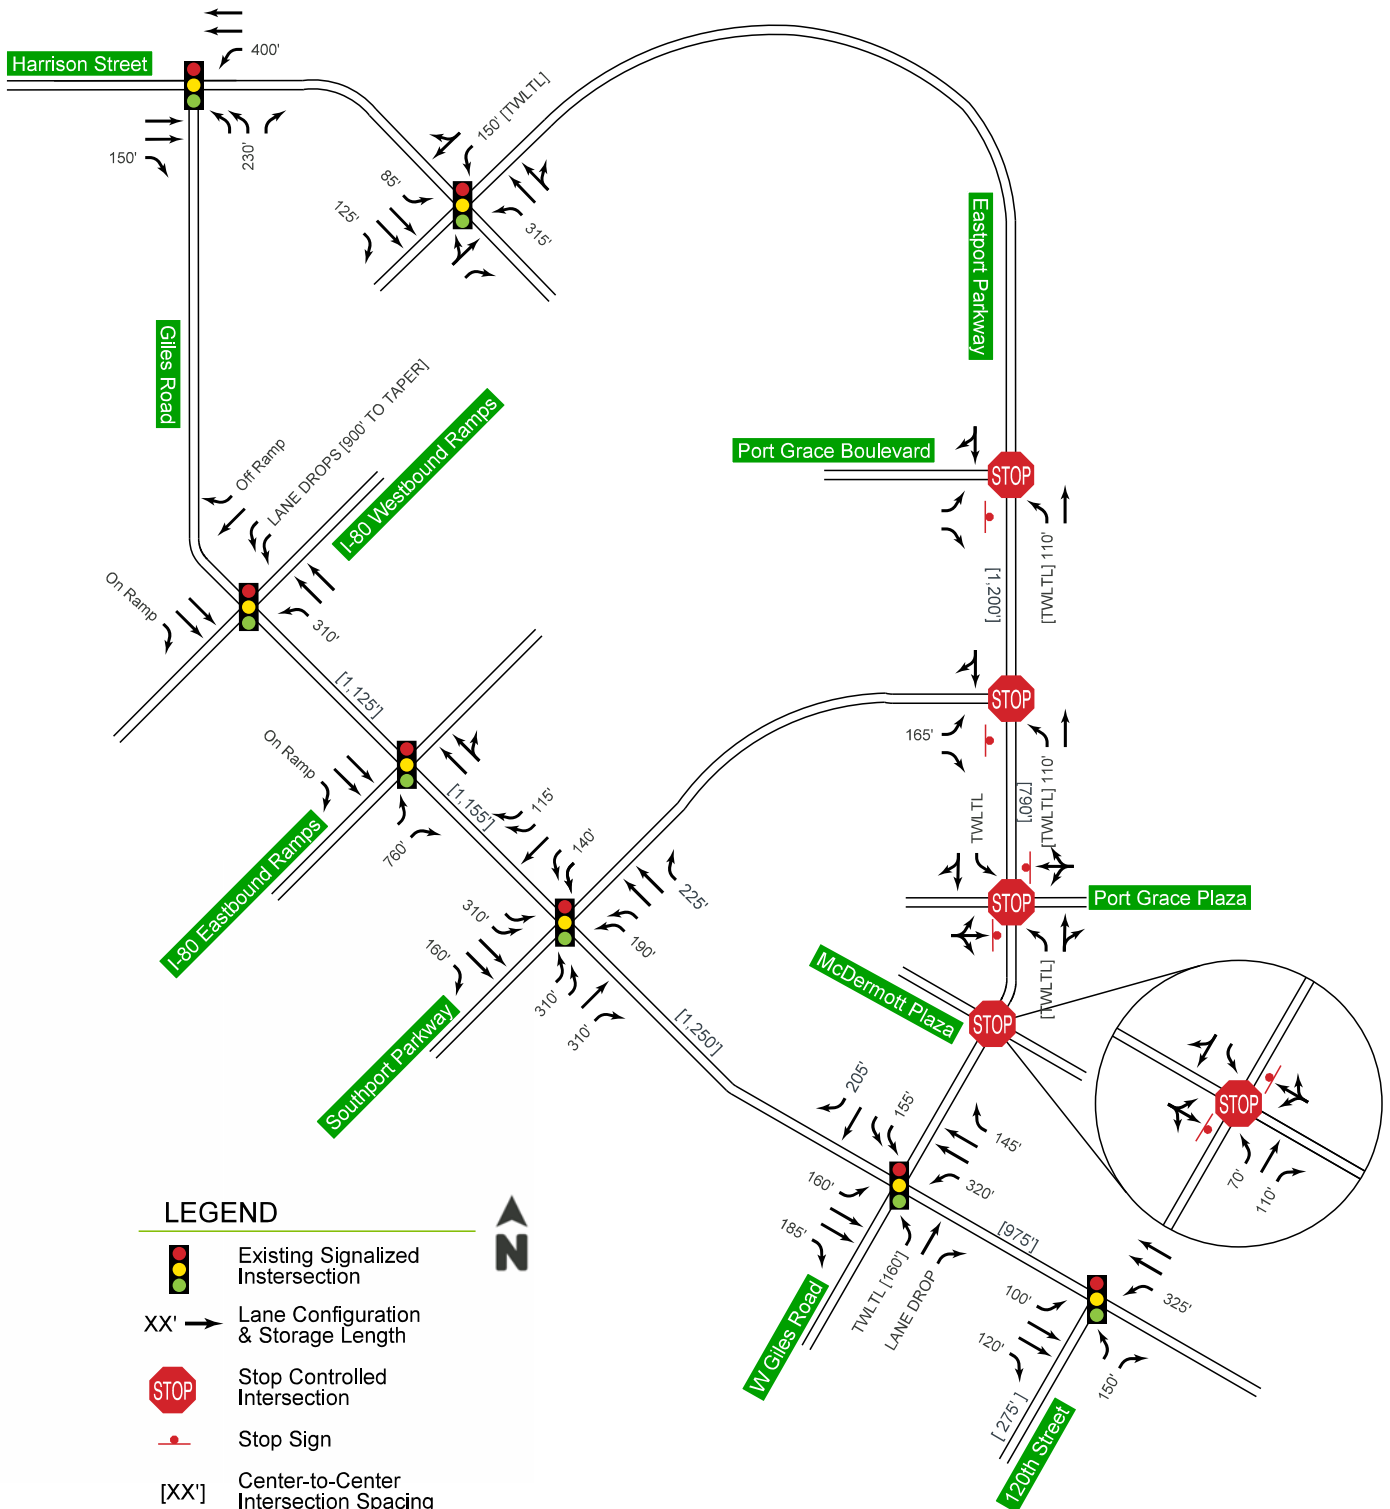 400'
Harrison Street
150'
230'
150' [TWLTL]
85'
125'
315'
Eastport Parkway
Giles Road
LANE DROPS [900' TO TAPER]
Off Ramp
I-80 Westbound Ramps
Port Grace Boulevard
STOP
[TWLTL] 110'
[1,200']
On Ramp
310'
[1,125']
STOP
165'
On Ramp
[1,155']
760'
I-80 Eastbound Ramps
115'
140'
[790']
[TWLTL] 110'
TWLTL
STOP
Port Grace Plaza
225'
310'
190'
160'
310'
310'
Southport Parkway
[1,250']
[TWLTL]
McDermott Plaza
STOP
STOP
70'
110'
205'
155'
145'
160'
320'
185'
TWLTL [160']
LANE DROP
[975']
W Giles Road
100'
325'
120'
150'
[ 275' ]
120th Street
N
LEGEND
Existing Signalized
Instersection
XX'
Lane Configuration
& Storage Length
STOP
Stop Controlled
Intersection
Stop Sign
[XX']
Center-to-Center
Intersection Spacing